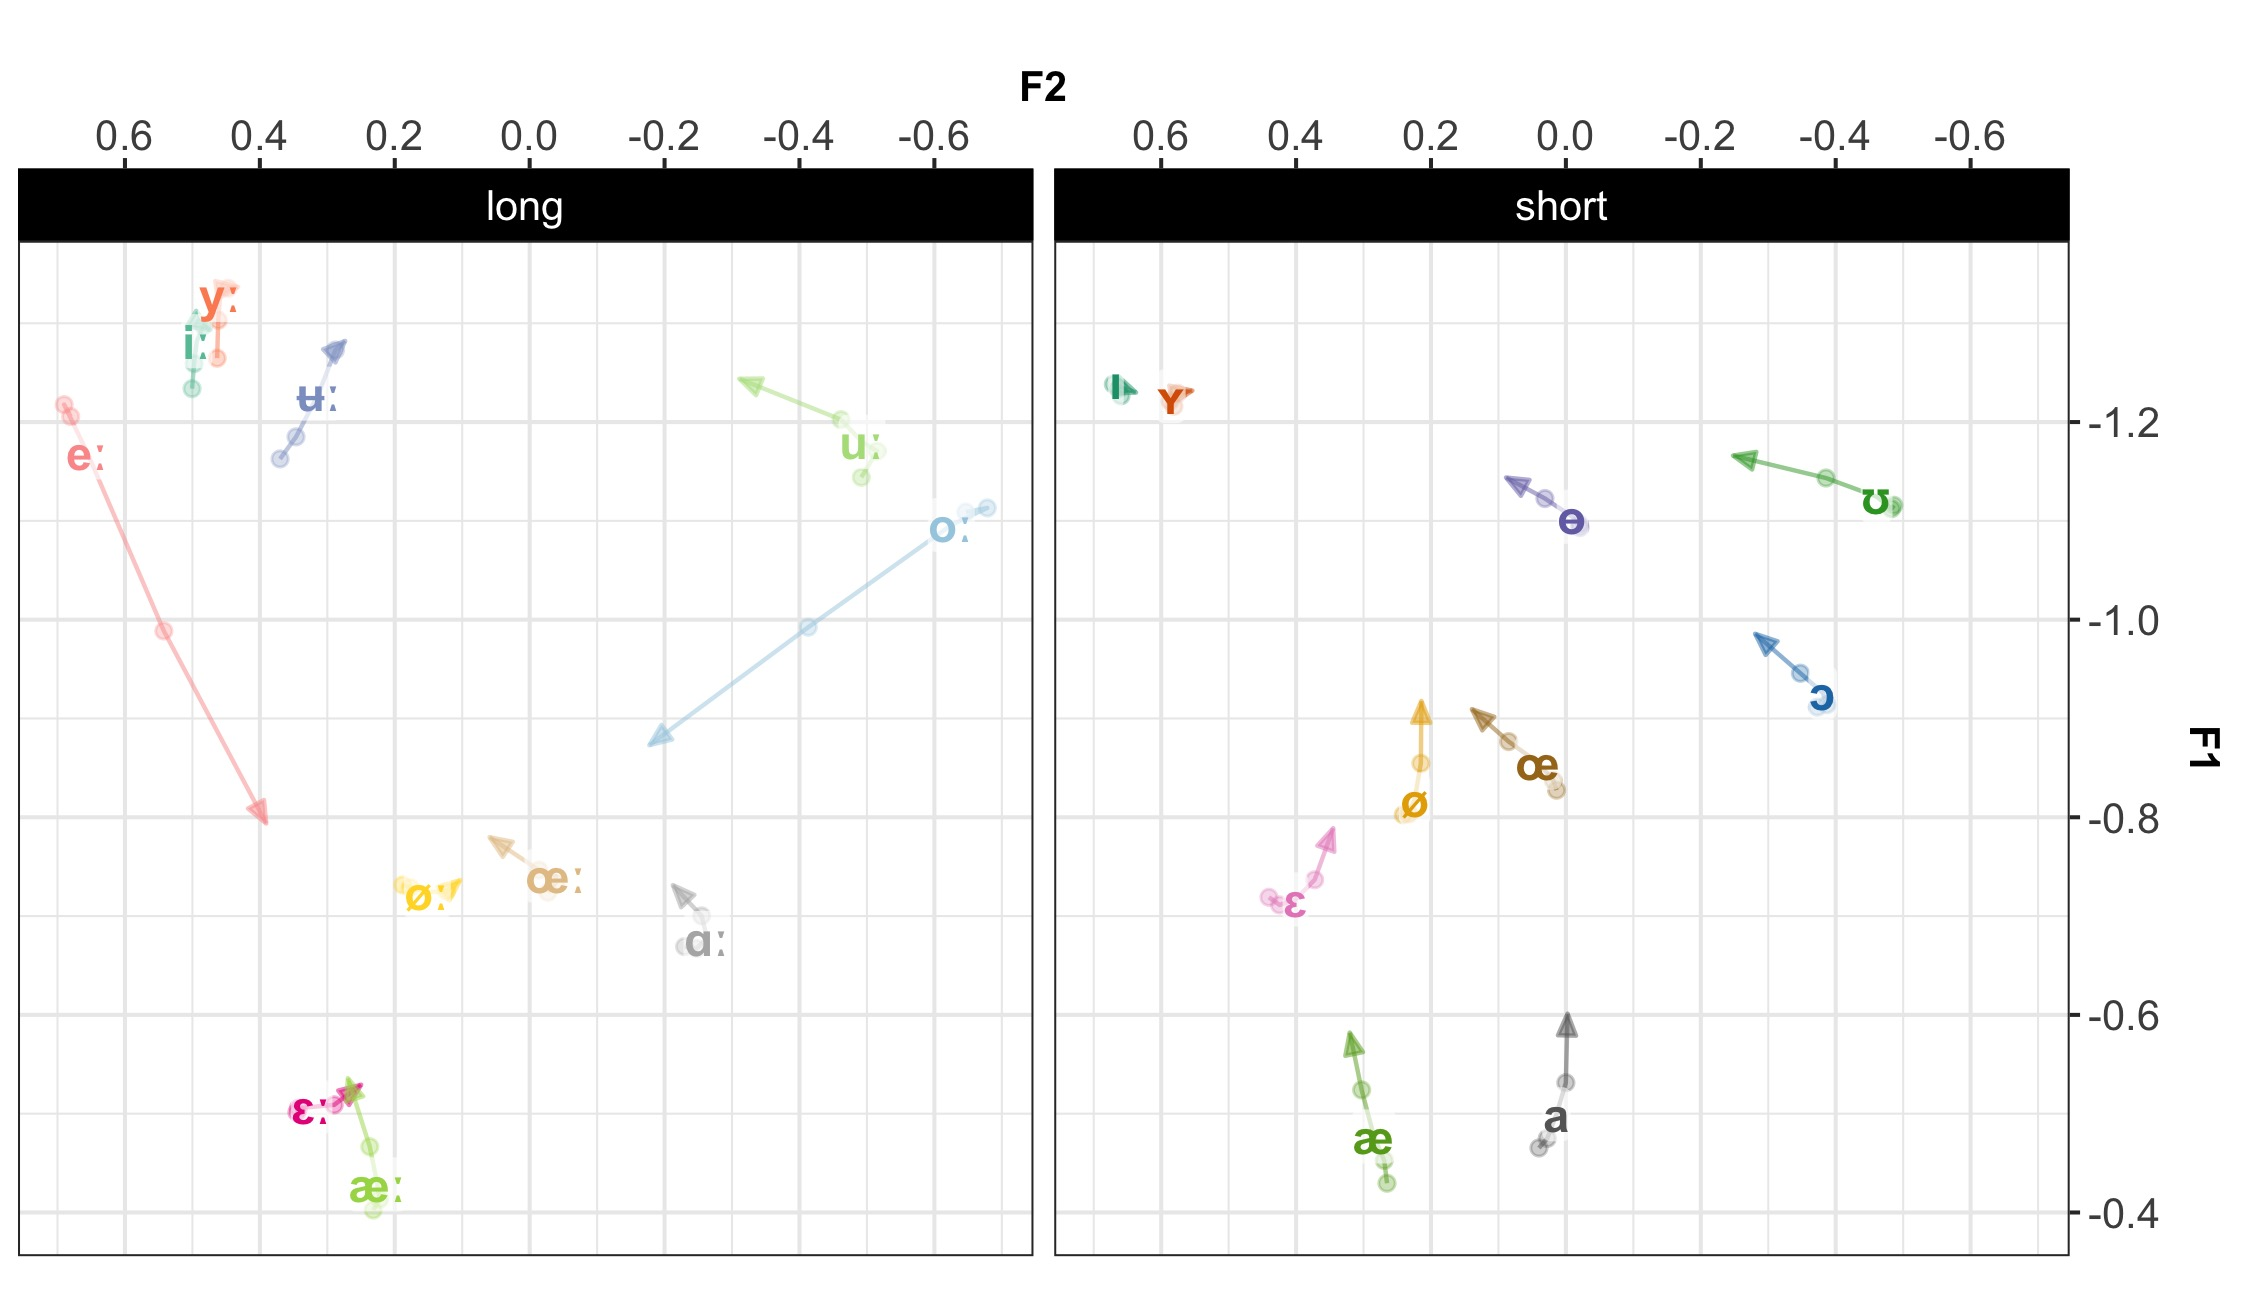 F2
0.6 0.4 0.2 0.0 -0.2 -0.4 -0.6 0.6 0.4 0.2 0.0 -0.2 -0.4 -0.6
long short
yː
iː
ʉː
eː
uː
oː
øː
œː
ɑː
ɛː
æː
ɪ
ʏ
ɵ
ʊ
ɔ
œ
ø
ɛ
a
æ
-1.2
-1.0
-0.8
-0.6
-0.4
F1